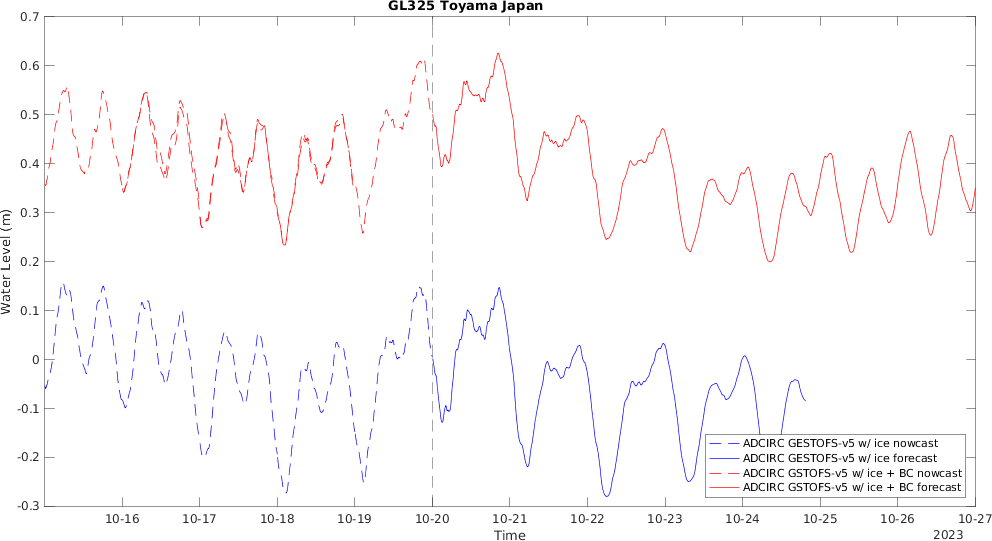 GL325 Toyama Japan
0.7
0.6
0.5
0.4
0.3
0.2
0.1
0
-0.1
-0.2
-0.3
Water Level (m)
ADCIRC GESTOFS-v5 w/ ice nowcast
ADCIRC GESTOFS-v5 w/ ice forecast
ADCIRC GSTOFS-v5 w/ ice + BC nowcast
ADCIRC GSTOFS-v5 w/ ice + BC forecast
10-16 10-17 10-18 10-19 10-20 10-21 10-22 10-23 10-24 10-25 10-26 10-27
Time
2023